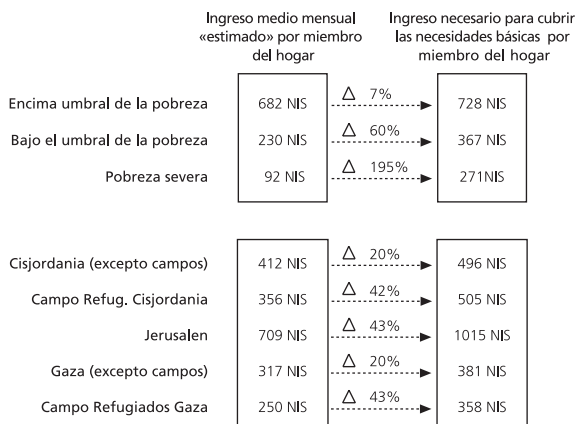 Ingreso medio mensual
«estimado» por miembro
del hogar
Ingreso necesario para cubrir
las necesidades básicas por
miembro del hogar
Encima umbral de la pobreza 682 NIS Δ 7% 728 NIS
Bajo el umbral de la pobreza 230 NIS Δ 60% 367 NIS
Pobreza severa 92 NIS Δ 195% 271NIS
Cisjordania (excepto campos) 412 NIS Δ 20% 496 NIS
Campo Refug. Cisjordania 356 NIS Δ 42% 505 NIS
Jerusalen 709 NIS Δ 43% 1015 NIS
Gaza (excepto campos) 317 NIS Δ 20% 381 NIS
Campo Refugiados Gaza 250 NIS Δ 43% 358 NIS